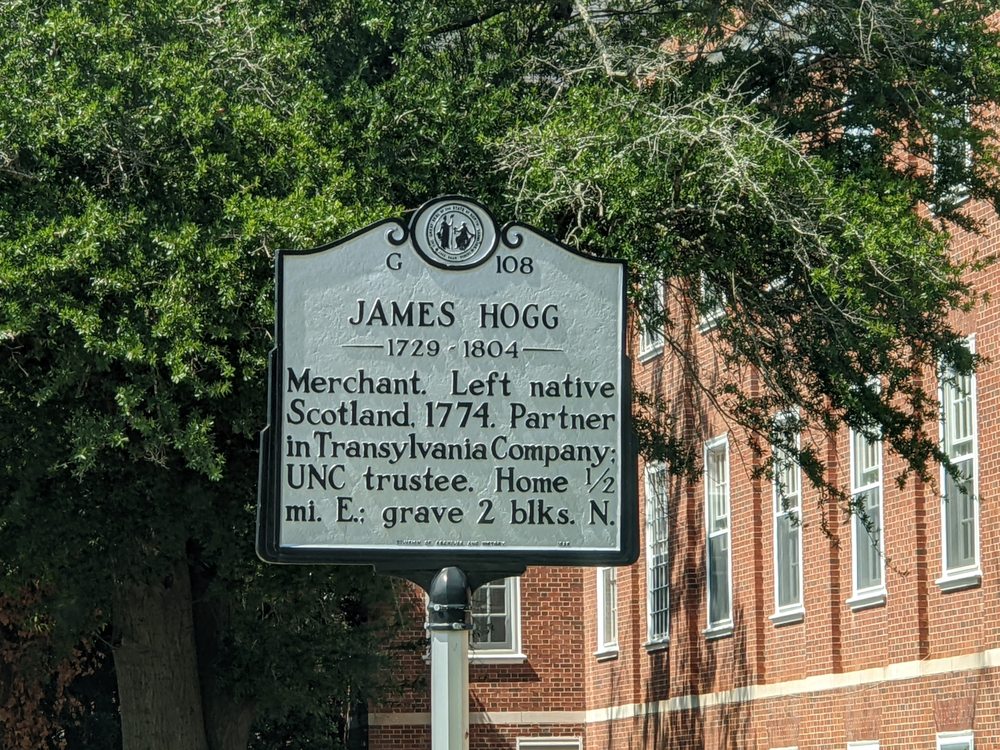 G 108
JAMES HOGG
1729 - 1804
Merchant. Left native
Scotland, 1774. Partner
in Transylvania Company;
UNC trustee. Home 1/2
mi. E.; grave 2 blks. N.